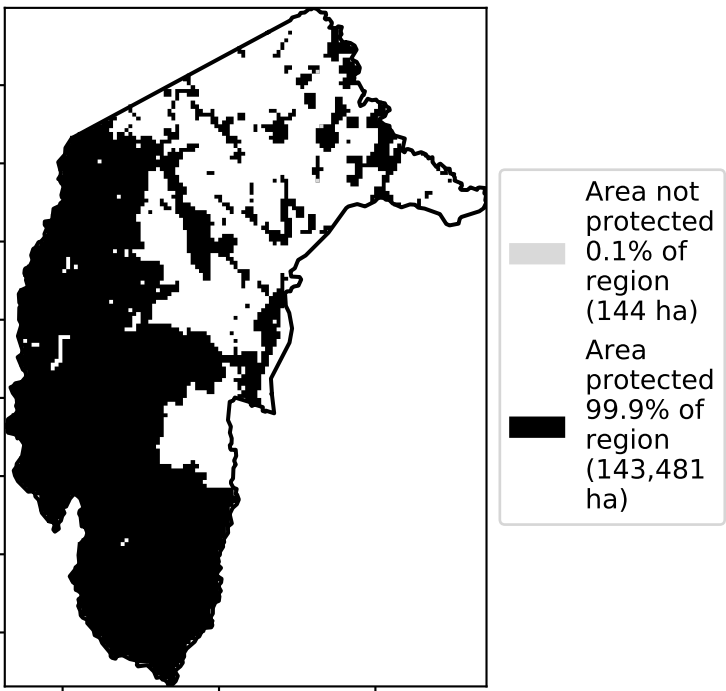 Area not
protected
0.1% of
region
(144 ha)
Area
protected
99.9% of
region
(143,481
ha)